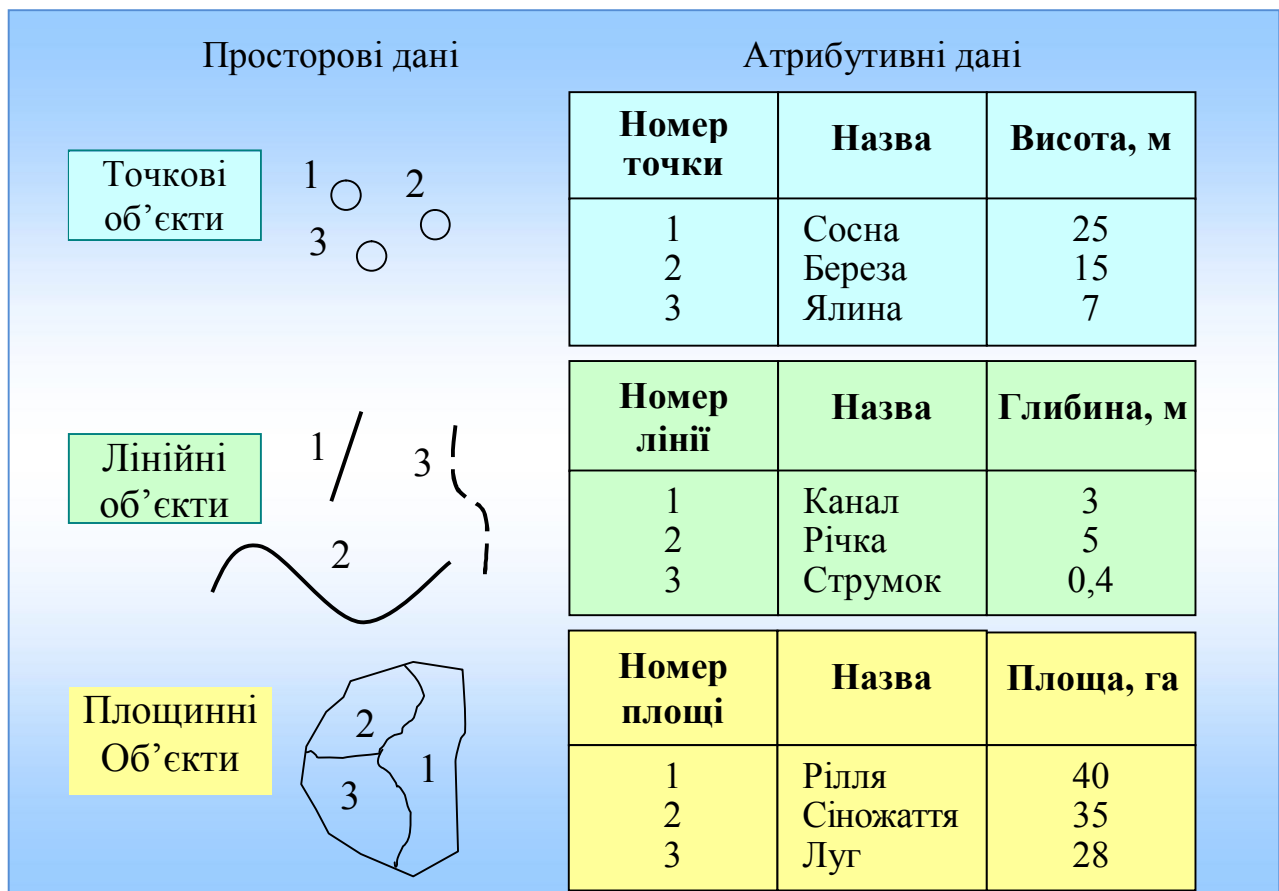 Просторові дані
Атрибутивні дані
Точкові
об’єкти
1
2
3
Номер точки
Назва
Висота, м
1 Сосна 25
2 Береза 15
3 Ялина 7
Лінійні
об’єкти
1
3
2
Номер лінії
Назва
Глибина, м
1 Канал 3
2 Річка 5
3 Струмок 0,4
Площинні
Об’єкти
2
1
3
Номер площі
Назва
Площа, га
1 Рілля 40
2 Сіножаття 35
3 Луг 28